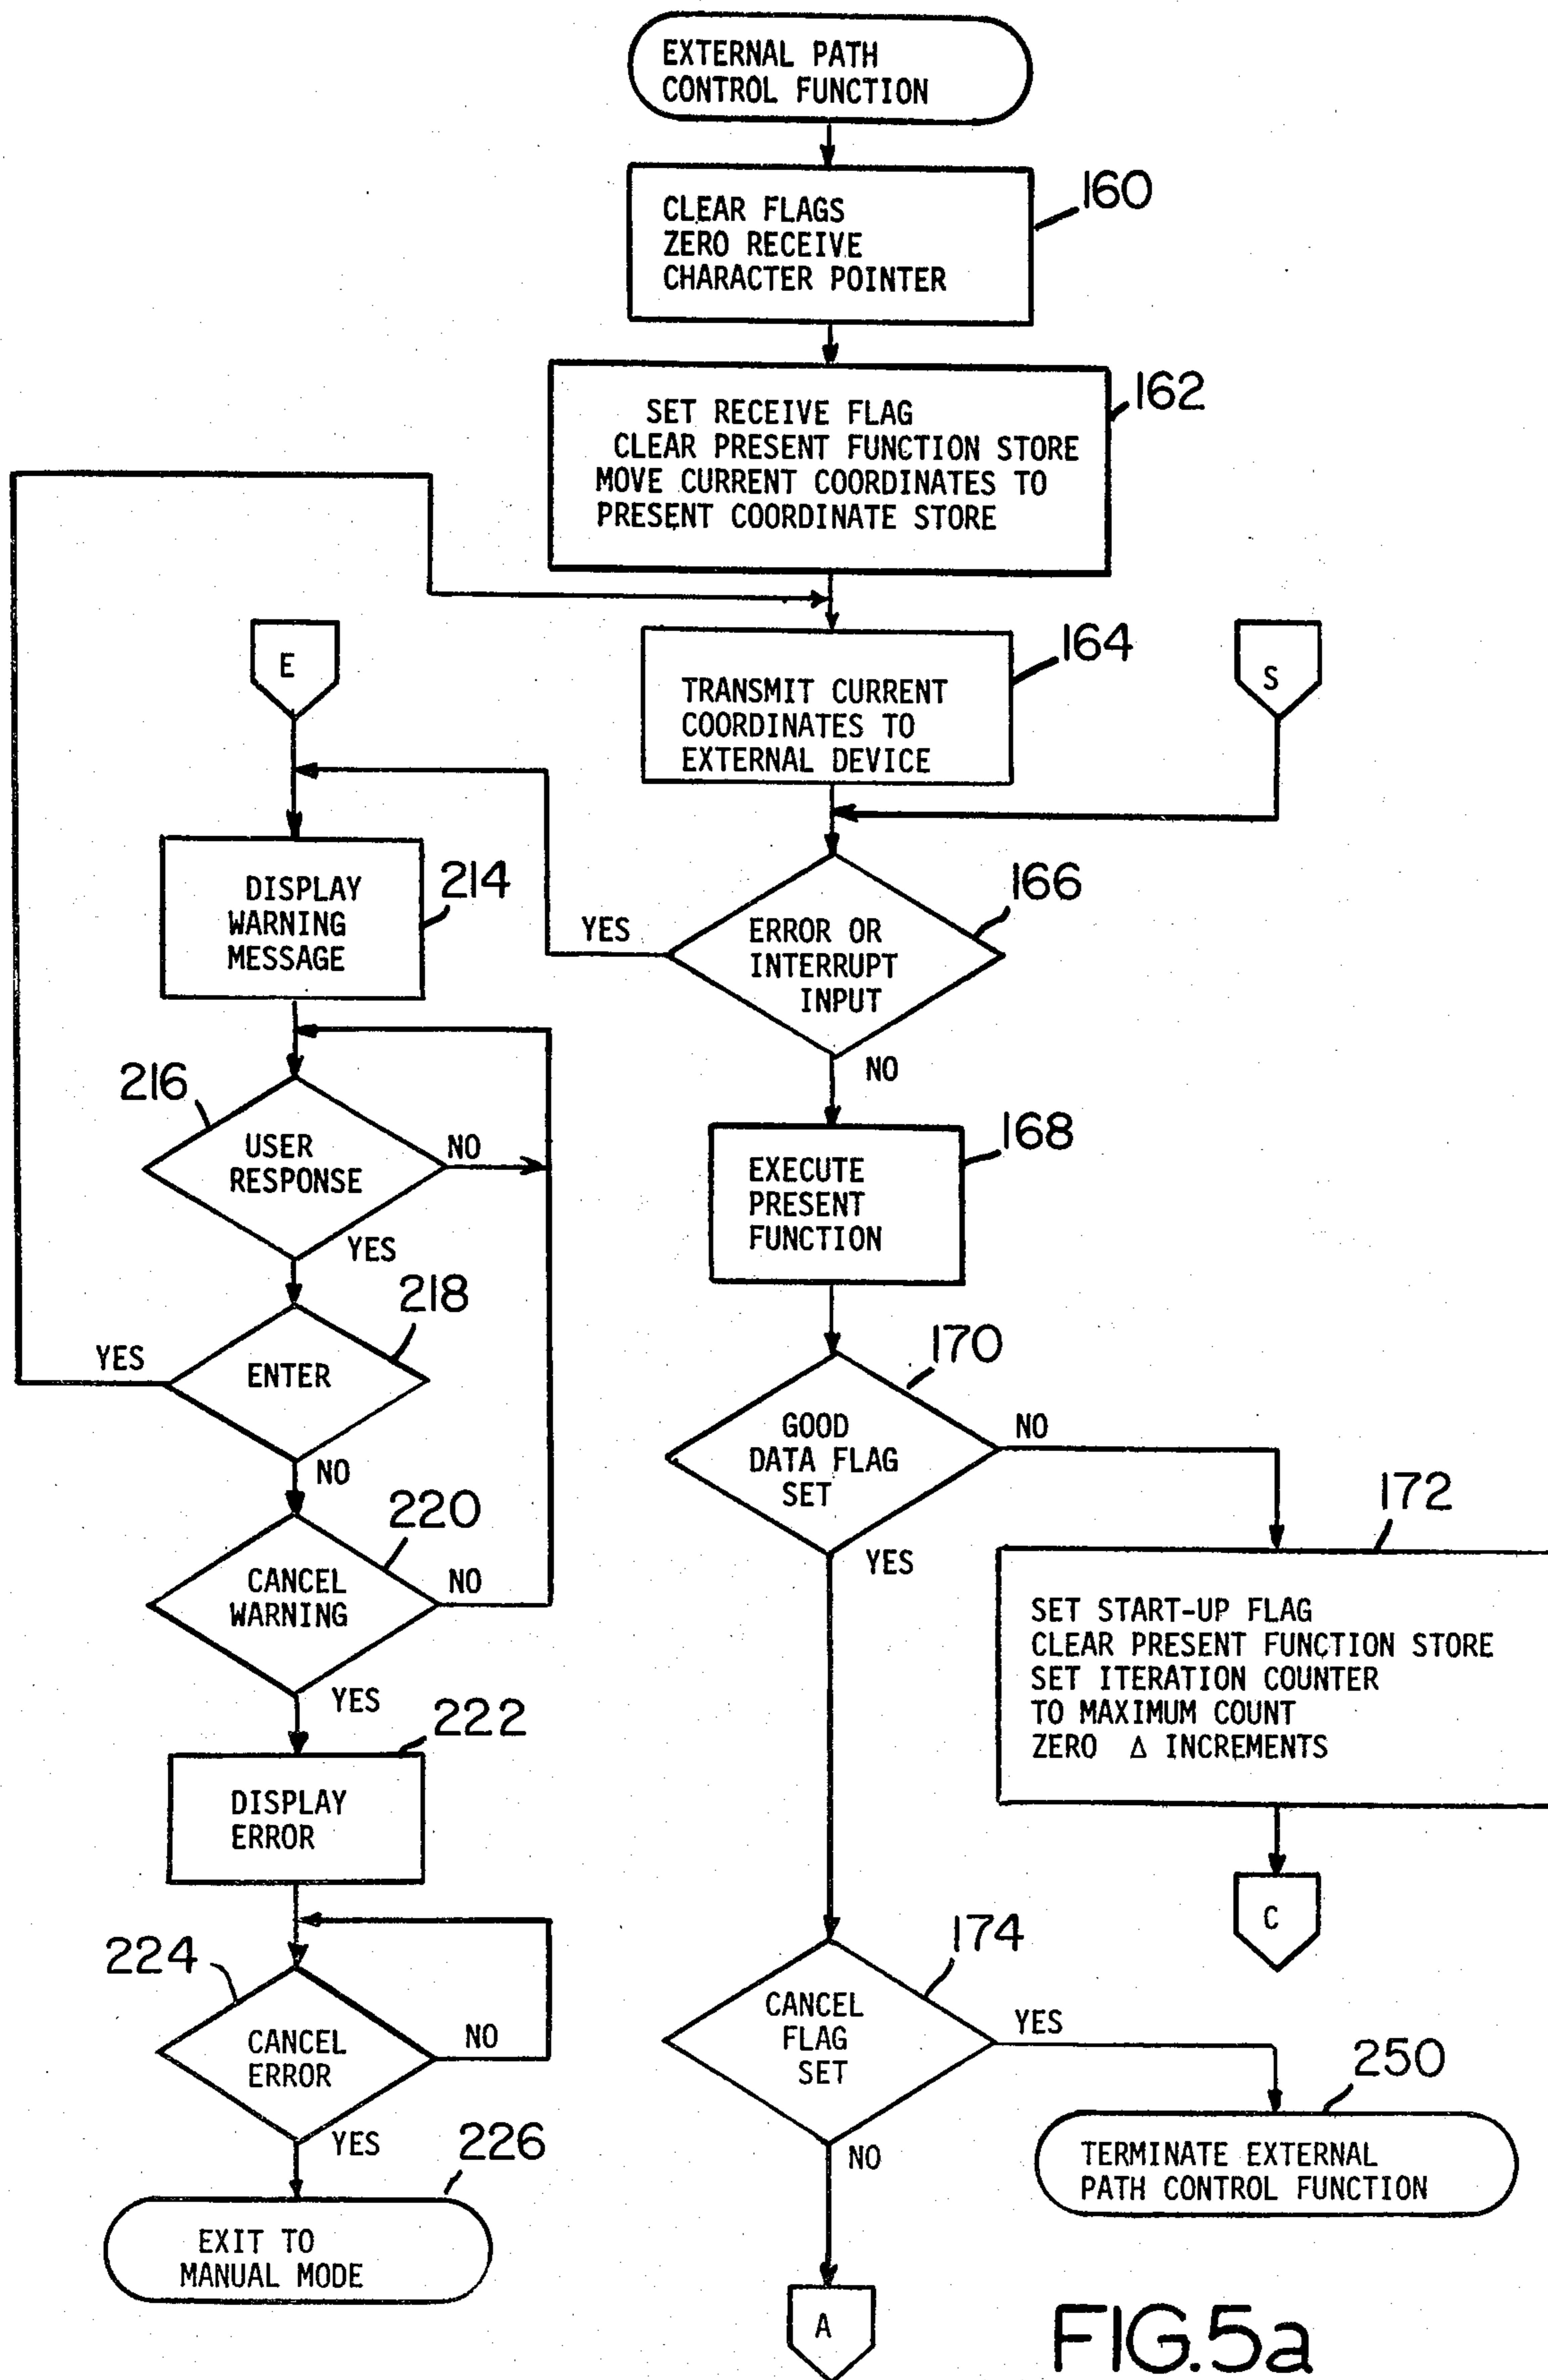 EXTERNAL PATH
CONTROL FUNCTION
160
CLEAR FLAGS
ZERO RECEIVE
CHARACTER POINTER
162
SET RECEIVE FLAG
CLEAR PRESENT FUNCTION STORE
MOVE CURRENT COORDINATES TO
PRESENT COORDINATE STORE
E
164
S
TRANSMIT CURRENT
COORDINATES TO
EXTERNAL DEVICE
DISPLAY
WARNING
MESSAGE
214
YES
ERROR OR
INTERRUPT
INPUT
166
NO
216
USER
RESPONSE
NO
YES
168
EXECUTE
PRESENT
FUNCTION
218
YES
ENTER
NO
170
GOOD
DATA FLAG
SET
NO
YES
172
220
CANCEL
WARNING
NO
YES
SET START-UP FLAG
CLEAR PRESENT FUNCTION STORE
SET ITERATION COUNTER
TO MAXIMUM COUNT
ZERO Δ INCREMENTS
222
DISPLAY
ERROR
C
224
CANCEL
ERROR
NO
YES
174
CANCEL
FLAG
SET
YES
NO
250
TERMINATE EXTERNAL
PATH CONTROL FUNCTION
226
EXIT TO
MANUAL MODE
A
FIG.5a